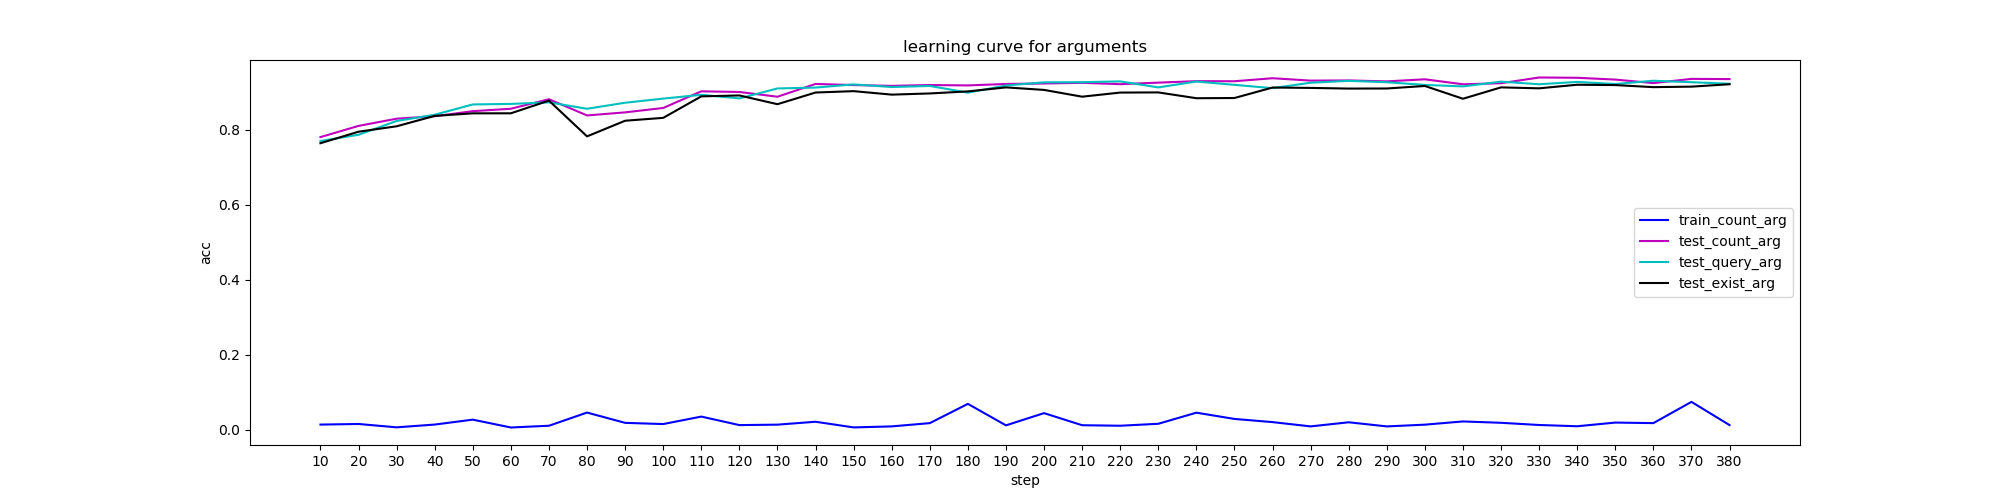 learning curve for arguments
acc
0.8
0.6
0.4
0.2
0.0
train_count_arg
test_count_arg
test_query_arg
test_exist_arg
10 20 30 40 50 60 70 80 90 100 110 120 130 140 150 160 170 180 190 200 210 220 230 240 250 260 270 280 290 300 310 320 330 340 350 360 370 380
step